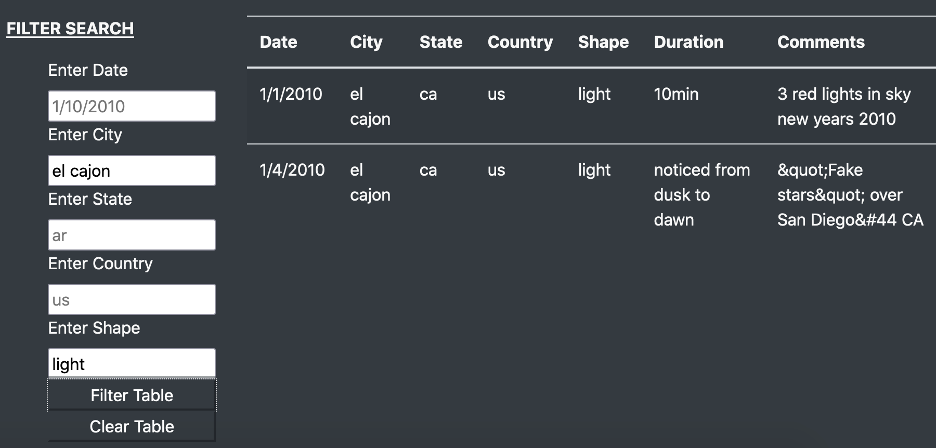 FILTER SEARCH
Enter Date
1/10/2010
Enter City
el cajon
Enter State
ar
Enter Country
us
Enter Shape
light
Filter Table
Clear Table
Date City State Country Shape Duration Comments
1/1/2010 el ca us light 10min 3 red lights in sky
cajon new years 2010
1/4/2010 el ca us light noticed from &quot;Fake
cajon dusk to stars&quot; over
dawn San Diego&#44 CA